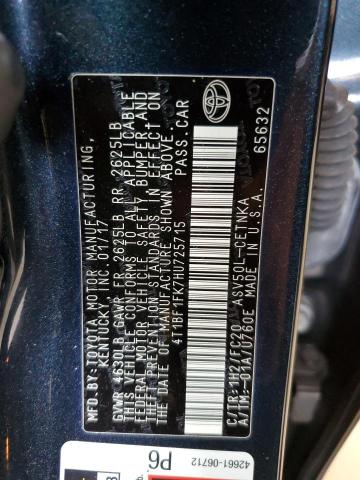 MFD.BY:TOYOTA MOTOR MANUFACTURING,
KENTUCKY, INC. 01/17
GVWR 4630LB GAWR FR 2625LB RR 2625LB
THIS VEHICLE CONFORMS TO ALL APPLICABLE
FEDERAL MOTOR VEHICLE SAFETY, BUMPER, AND
THEFT PREVENTION STANDARDS IN EFFECT ON
THE DATE OF MANUFACTURE SHOWN ABOVE.
4T1BF1FK7HU725715 PASS.CAR
C/TR:1H2/FC20 ASV50L-CETNKA
A/TM:-01A/U760E MADE IN U.S.A.
65632
42661-06712
P6